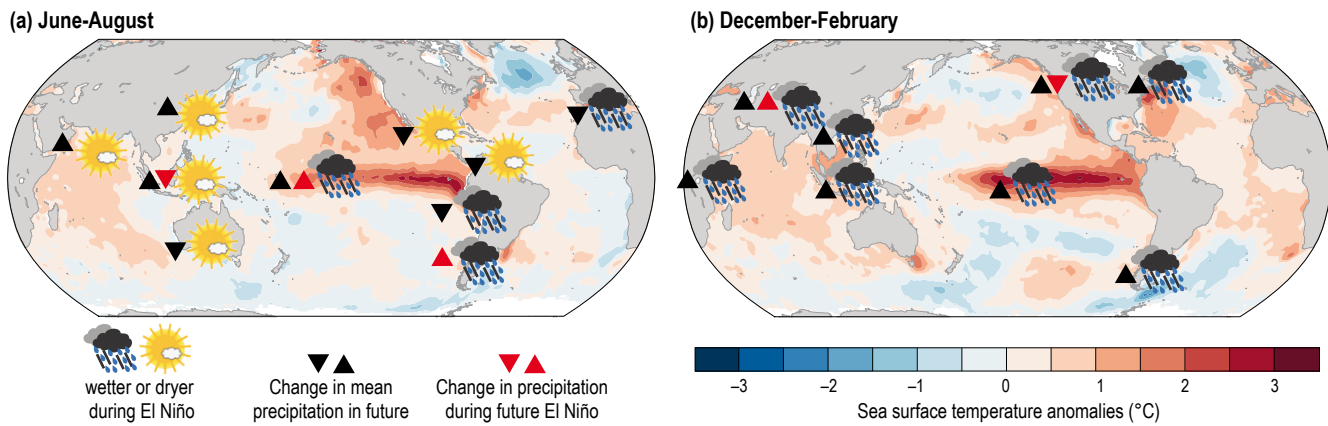 (a) June-August
(b) December-February
wetter or dryer
during El Niño
Change in mean
precipitation in future
Change in precipitation
during future El Niño
–3 –2 –1 0 1 2 3
Sea surface temperature anomalies (°C)